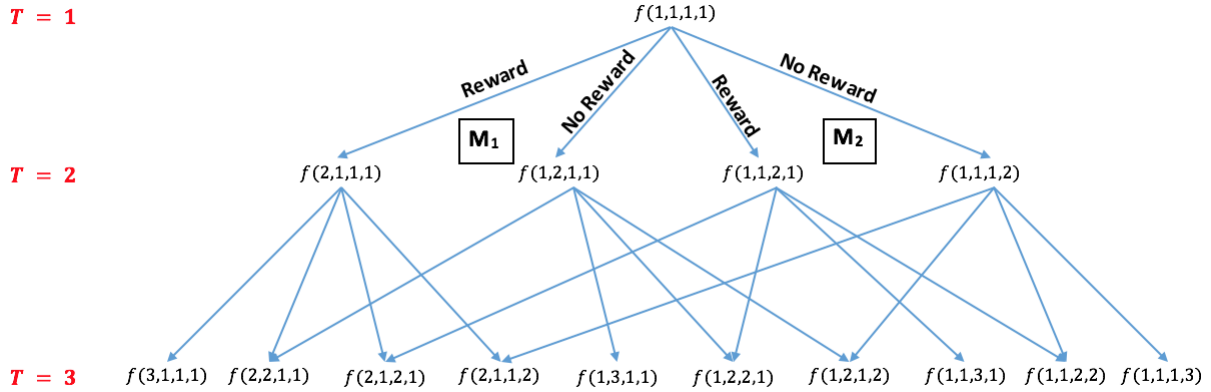 T = 1
f(1,1,1,1)
Reward
No Reward
Reward
No Reward
M₁
M₂
T = 2
f(2,1,1,1)
f(1,2,1,1)
f(1,1,2,1)
f(1,1,1,2)
T = 3
f(3,1,1,1)
f(2,2,1,1)
f(2,1,2,1)
f(2,1,1,2)
f(1,3,1,1)
f(1,2,2,1)
f(1,2,1,2)
f(1,1,3,1)
f(1,1,2,2)
f(1,1,1,3)